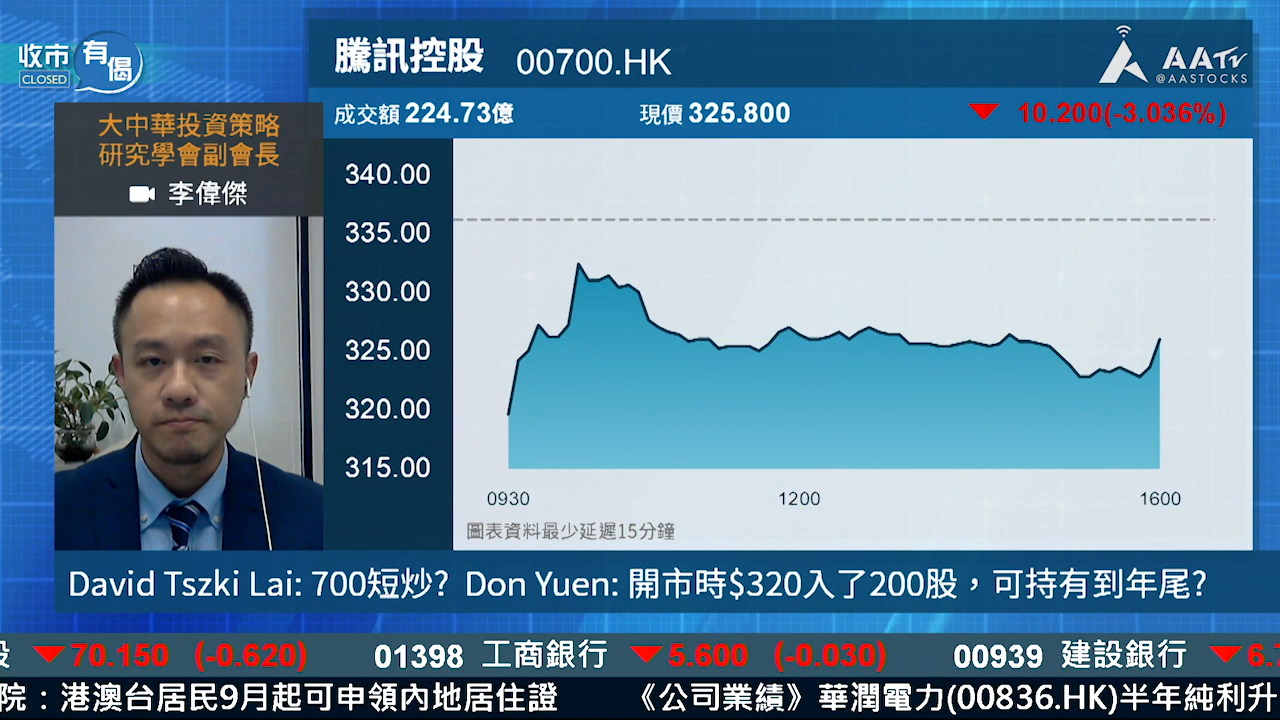 收市
CLOSED
有偈
騰訊控股 00700.HK
AATV
@AASTOCKS
成交額 224.73億 現價 325.800 10.200(-3.036%)
大中華投資策略
研究學會副會長
李偉傑
340.00
335.00
330.00
325.00
320.00
315.00
0930 1200 1600
圖表資料最少延遲15分鐘
David Tszki Lai: 700短炒? Don Yuen: 開市時$320入了200股，可持有到年尾?
70.150 (-0.620) 01398 工商銀行 5.600 (-0.030) 00939 建設銀行
院：港澳台居民9月起可申領內地居住證 《公司業績》華潤電力(00836.HK)半年純利升